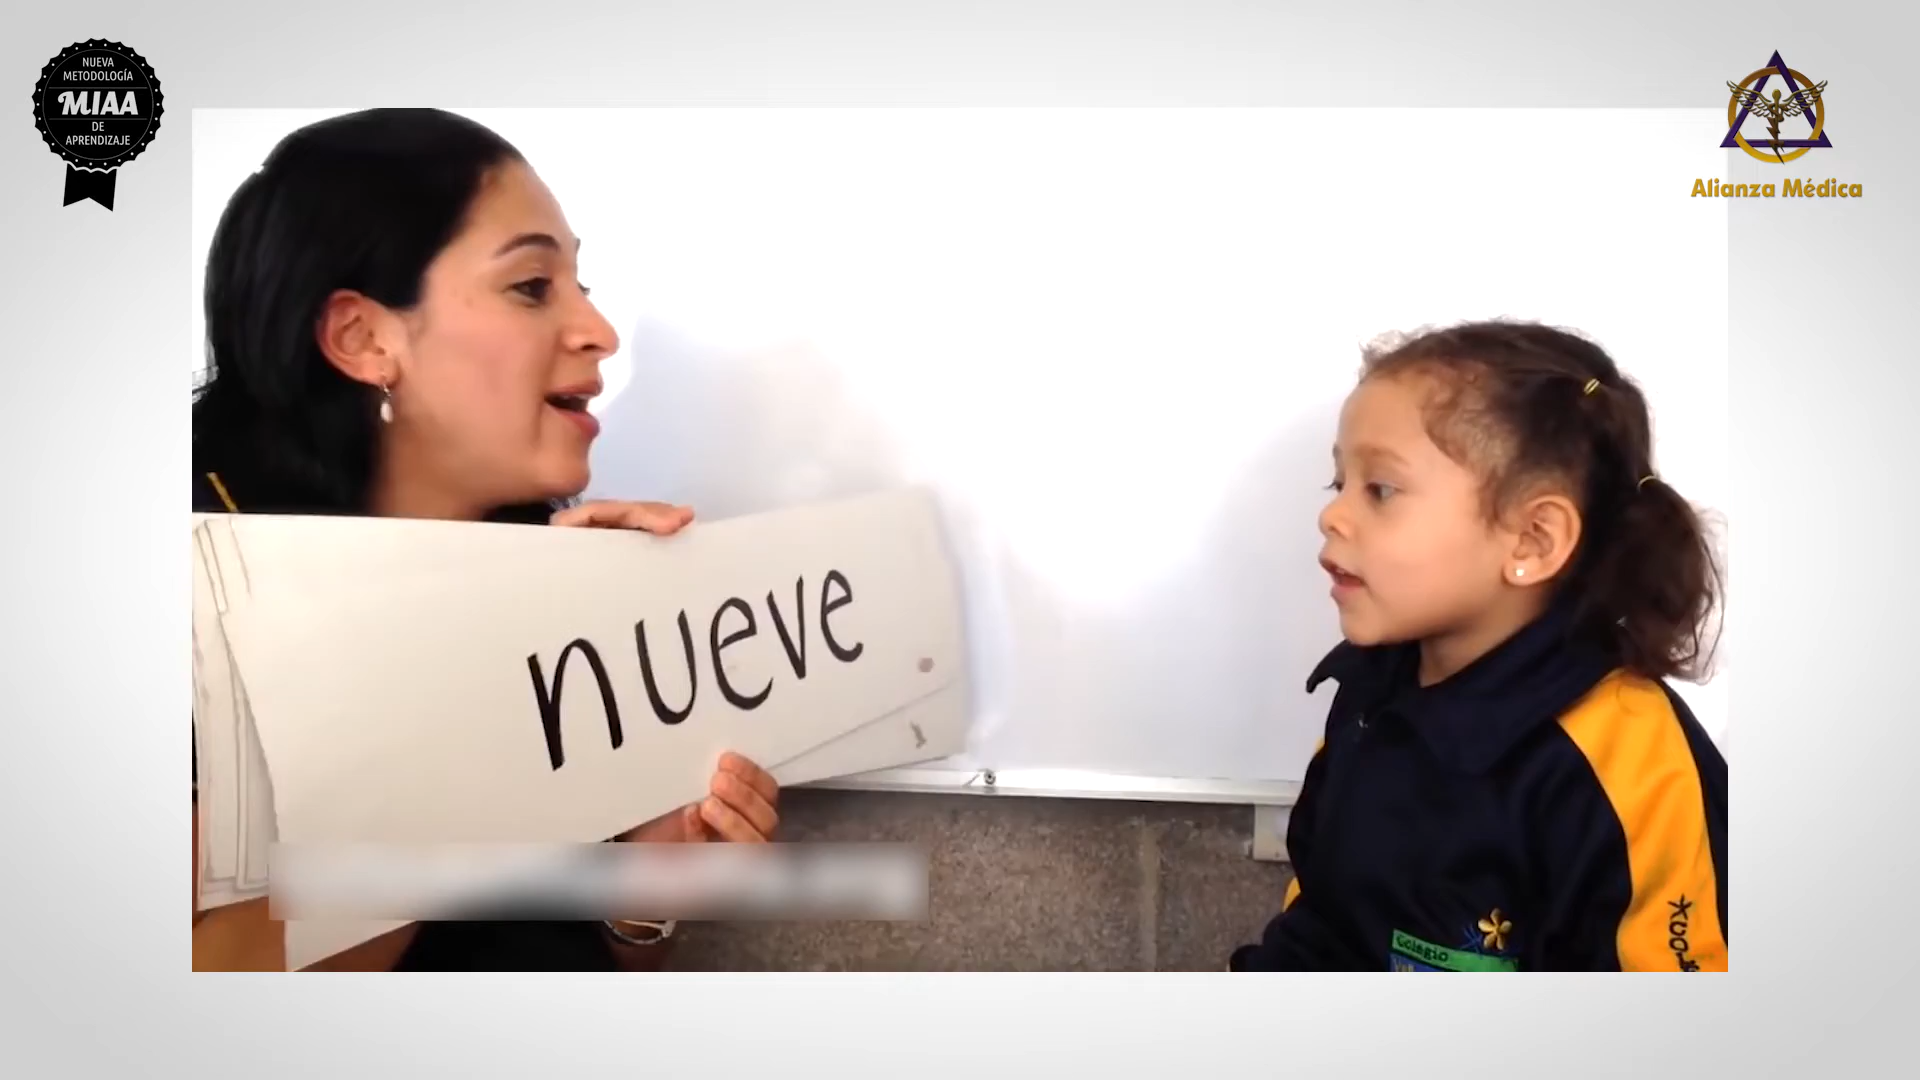 NUEVA
METODOLOGÍA
MIAA
DE
APRENDIZAJE
Alianza Médica
nueve
Colegio